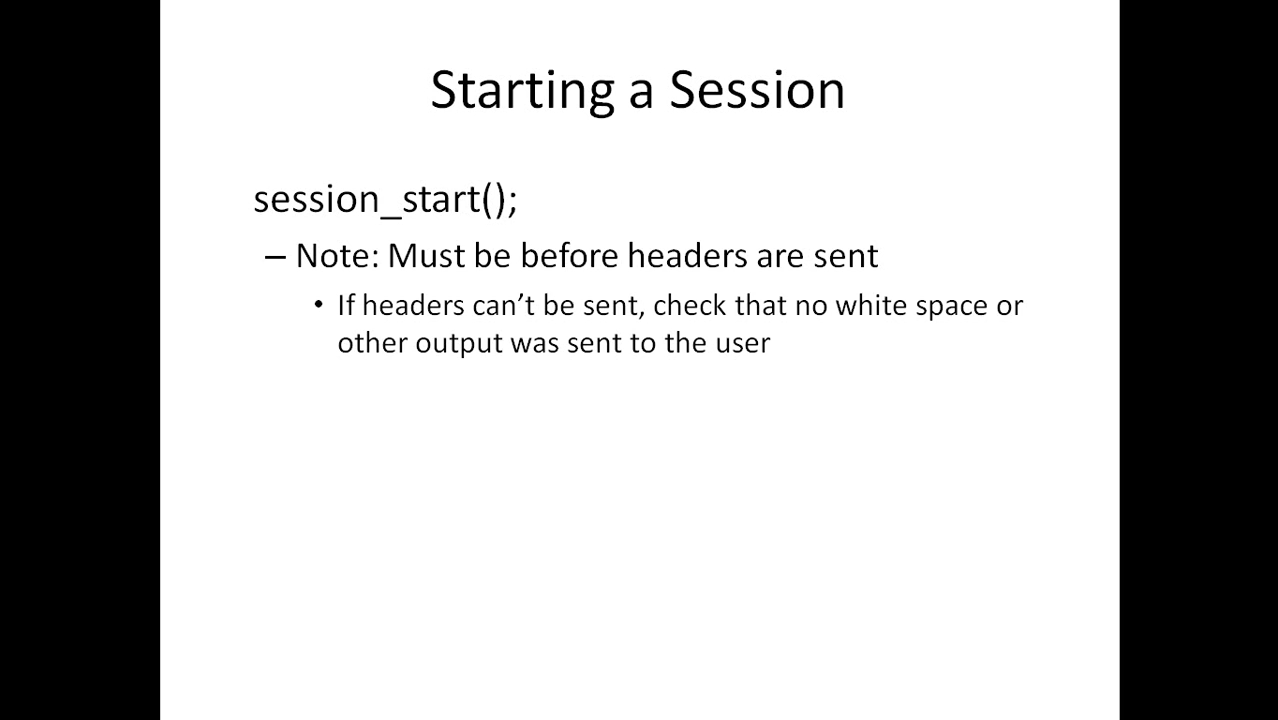 Starting a Session
session_start();
– Note: Must be before headers are sent
• If headers can’t be sent, check that no white space or
other output was sent to the user